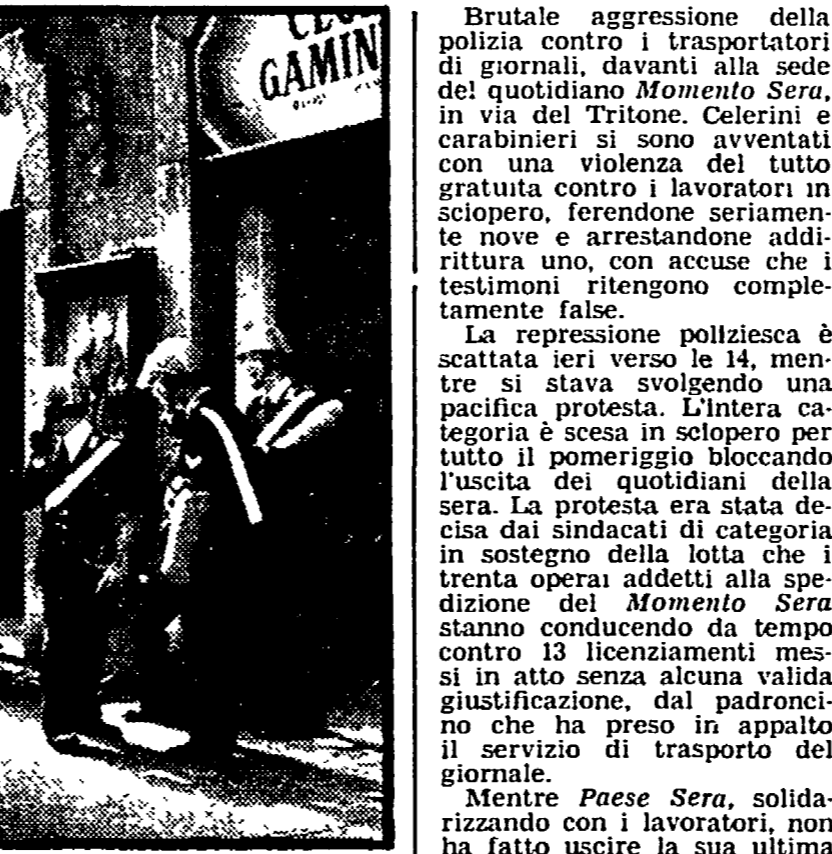 GAMIN
Brutale aggressione della
polizia contro i trasportatori
di giornali, davanti alla sede
del quotidiano Momento Sera,
in via del Tritone. Celerini e
carabinieri si sono avventati
con una violenza del tutto
gratuita contro i lavoratori in
sciopero, ferendone seriamen-
te nove e arrestandone addi-
rittura uno, con accuse che i
testimoni ritengono comple-
tamente false.
La repressione poliziesca è
scattata ieri verso le 14, men-
tre si stava svolgendo una
pacifica protesta. L'intera ca-
tegoria è scesa in sciopero per
tutto il pomeriggio bloccando
l'uscita dei quotidiani della
sera. La protesta era stata de-
cisa dai sindacati di categoria
in sostegno della lotta che i
trenta operai addetti alla spe-
dizione del Momento Sera
stanno conducendo da tempo
contro 13 licenziamenti mes-
si in atto senza alcuna valida
giustificazione, dal padronci-
no che ha preso in appalto
il servizio di trasporto del
giornale.
Mentre Paese Sera, solida-
rizzando con i lavoratori, non
ha fatto uscire la sua ultima